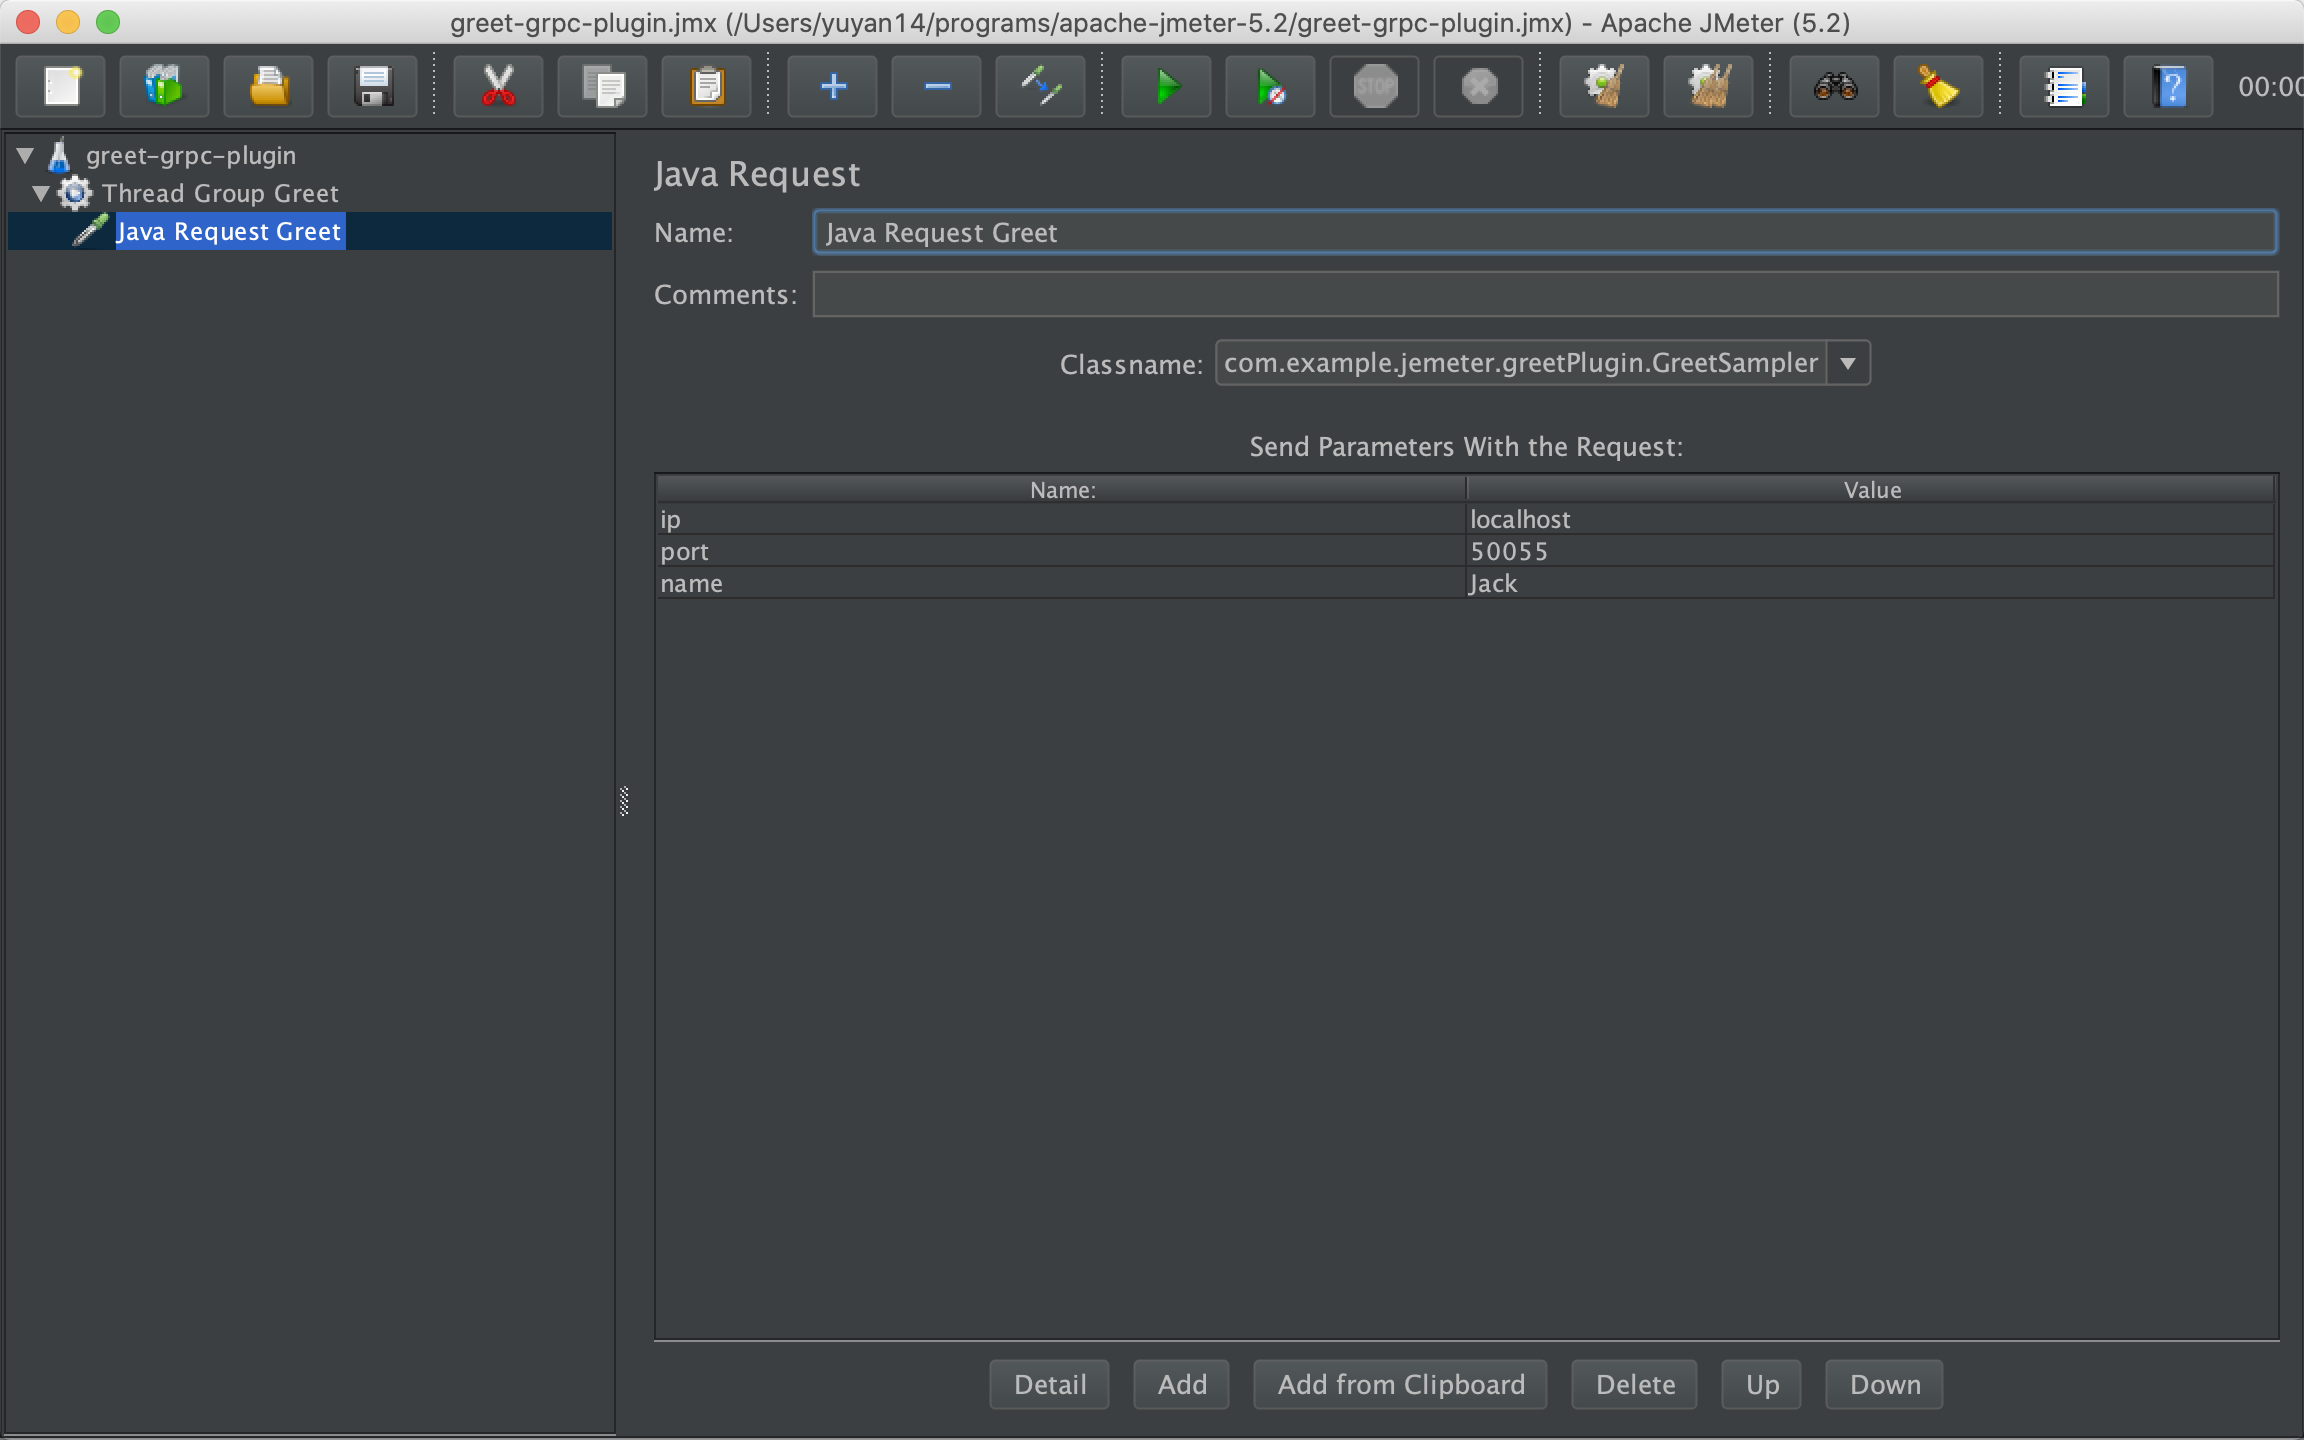 greet-grpc-plugin.jmx (/Users/yuyan14/programs/apache-jmeter-5.2/greet-grpc-plugin.jmx) - Apache JMeter (5.2)
STOP
?
00:00
greet-grpc-plugin
Thread Group Greet
Java Request Greet
Java Request
Name: Java Request Greet
Comments:
Classname: com.example.jemeter.greetPlugin.GreetSampler
Send Parameters With the Request:
Name: Value
ip localhost
port 50055
name Jack
Detail Add Add from Clipboard Delete Up Down